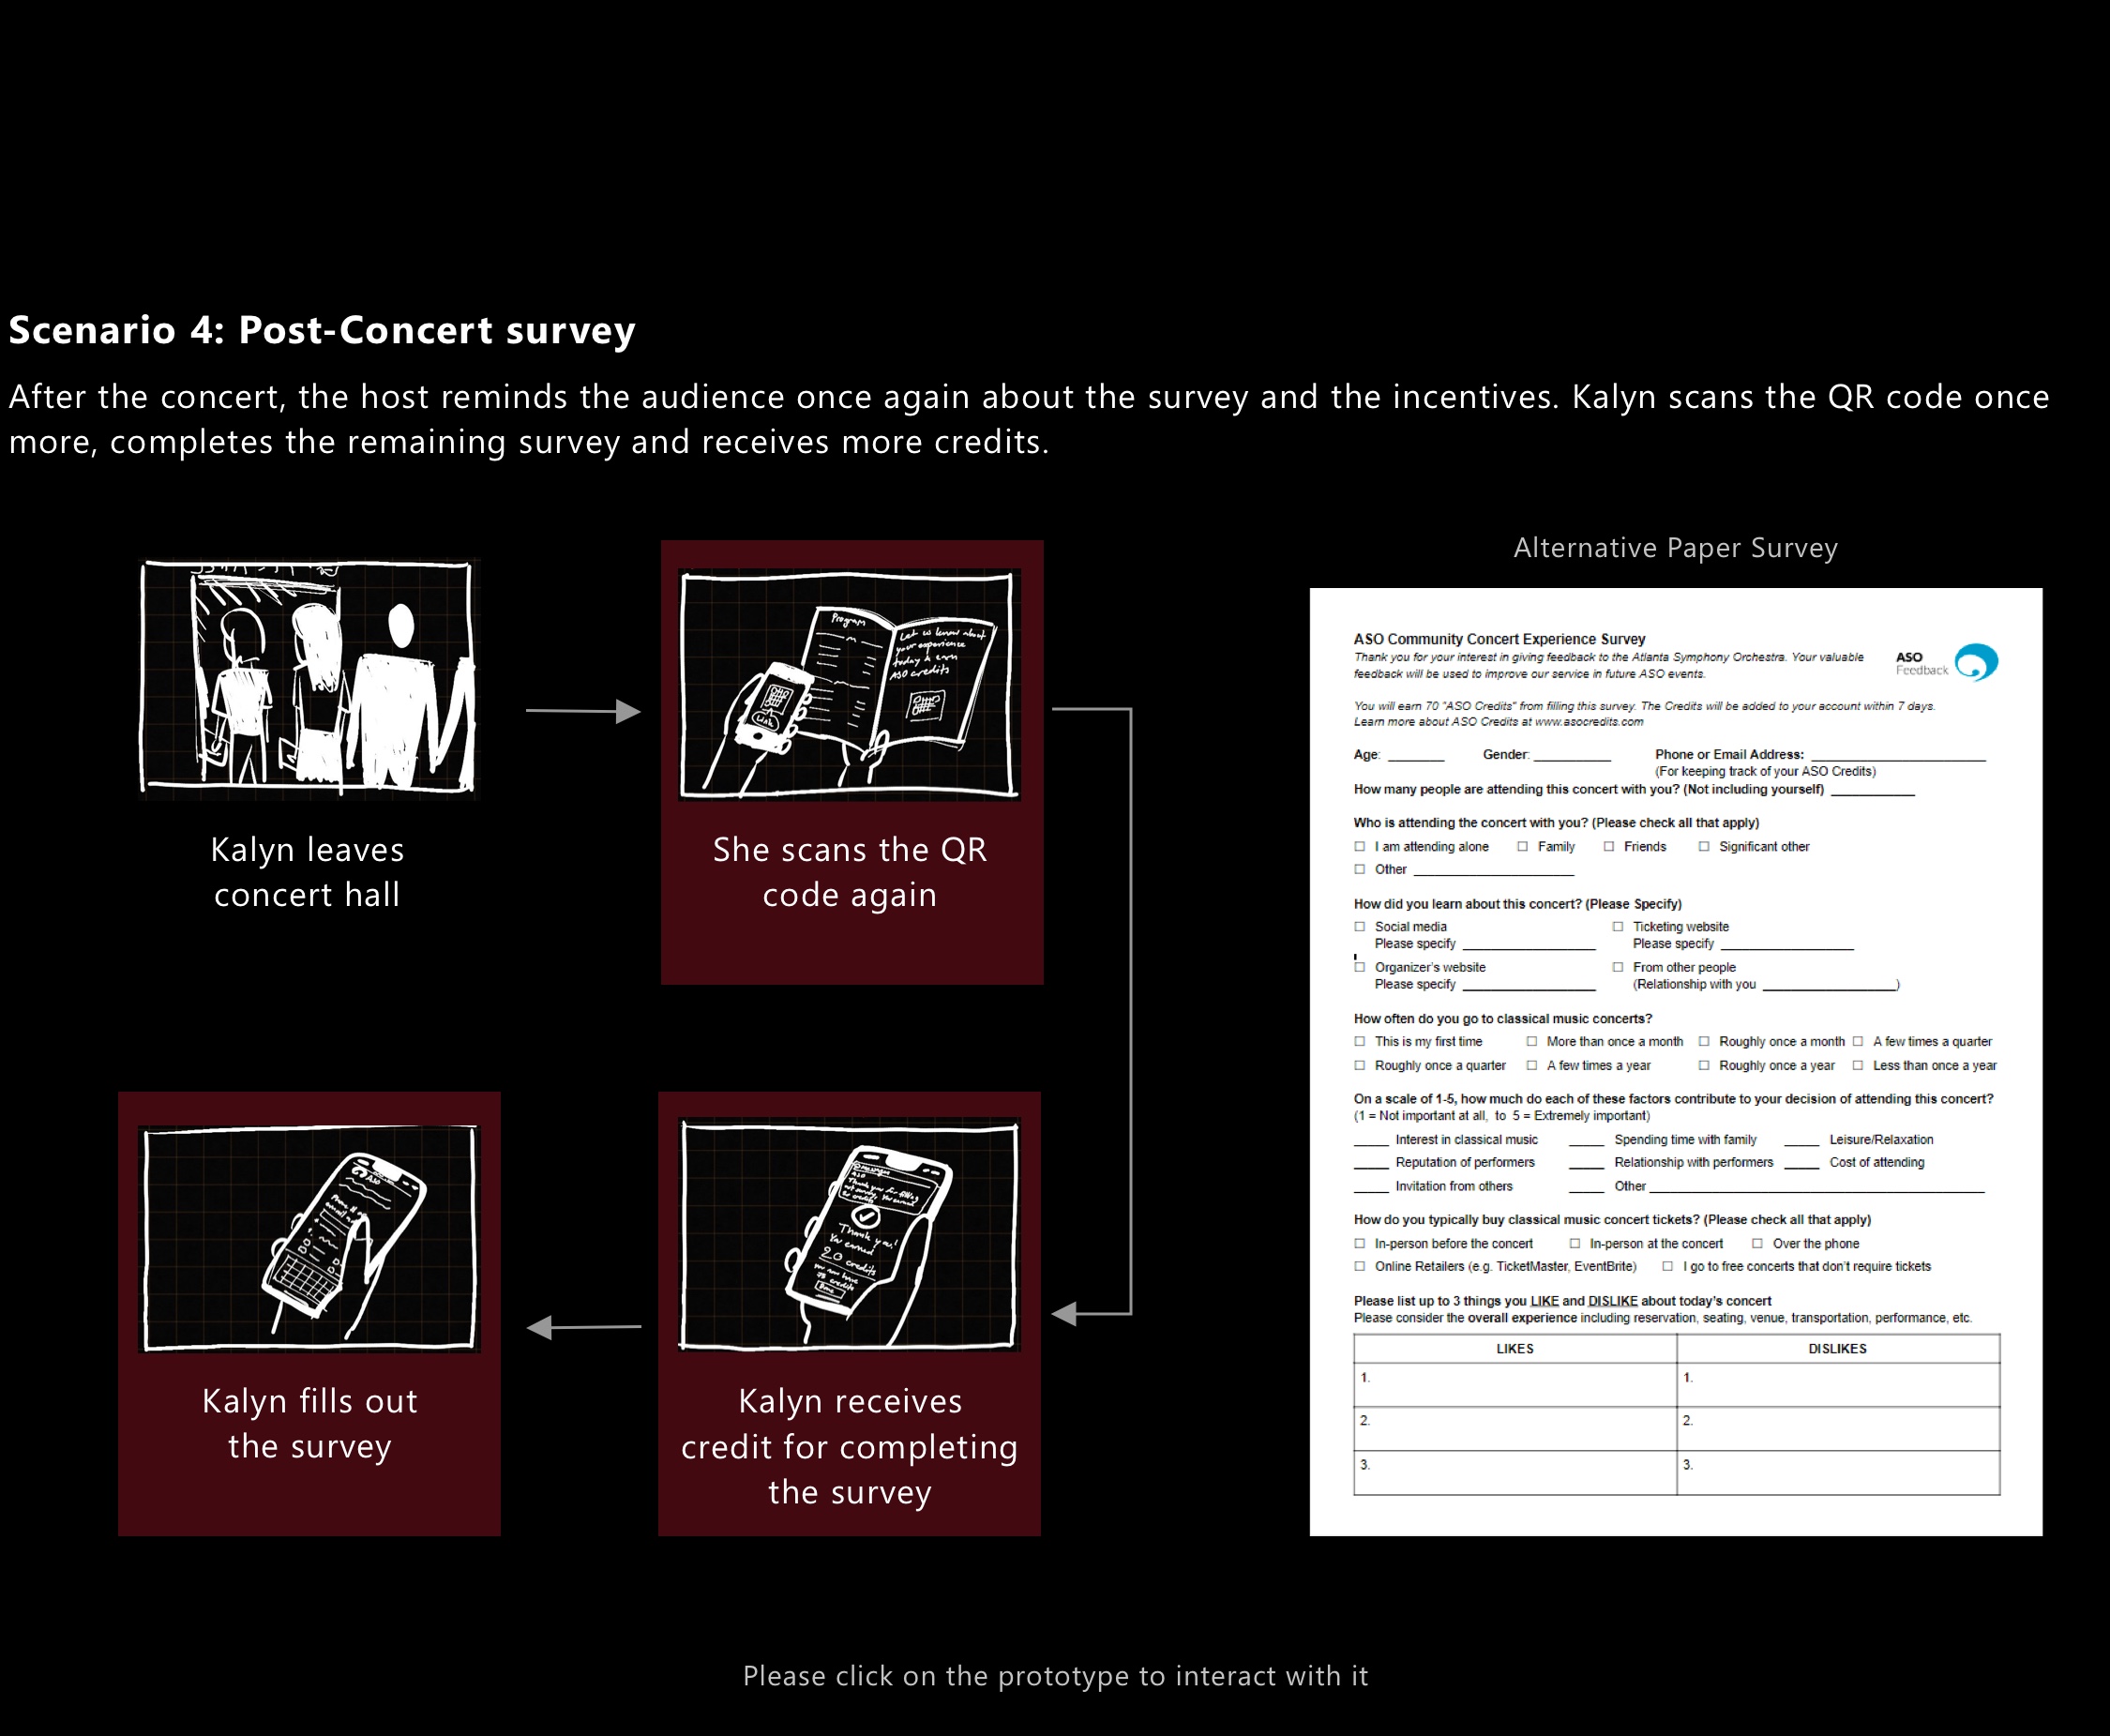 Scenario 4: Post-Concert survey
After the concert, the host reminds the audience once again about the survey and the incentives. Kalyn scans the QR code once
more, completes the remaining survey and receives more credits.
Kalyn leaves
concert hall
Program
Let us know about
your experience
today & earn
ASO credits
Link
She scans the QR
code again
ASO
Thank you for filling
out survey. You earned
credits
Thank you!
You earned
20 credits
you now have
credits
Done
Kalyn receives
credit for completing
the survey
ASO
Kalyn fills out
the survey
Alternative Paper Survey
ASO Community Concert Experience Survey
Thank you for your interest in giving feedback to the Atlanta Symphony Orchestra. Your valuable
feedback will be used to improve our service in future ASO events.
ASO
Feedback
You will earn 70 "ASO Credits" from filling this survey. The Credits will be added to your account within 7 days.
Learn more about ASO Credits at www.asocredits.com
Age: ________ Gender: ________ Phone or Email Address: ________
(For keeping track of your ASO Credits)
How many people are attending this concert with you? (Not including yourself) ________
Who is attending the concert with you? (Please check all that apply)
☐ I am attending alone ☐ Family ☐ Friends ☐ Significant other
☐ Other ________
How did you learn about this concert? (Please Specify)
☐ Social media ☐ Ticketing website
Please specify ________ Please specify ________
☐ Organizer's website ☐ From other people
Please specify ________ (Relationship with you ________)
How often do you go to classical music concerts?
☐ This is my first time ☐ More than once a month ☐ Roughly once a month ☐ A few times a quarter
☐ Roughly once a quarter ☐ A few times a year ☐ Roughly once a year ☐ Less than once a year
On a scale of 1-5, how much do each of these factors contribute to your decision of attending this concert?
(1 = Not important at all, to 5 = Extremely important)
____ Interest in classical music ____ Spending time with family ____ Leisure/Relaxation
____ Reputation of performers ____ Relationship with performers ____ Cost of attending
____ Invitation from others ____ Other ________
How do you typically buy classical music concert tickets? (Please check all that apply)
☐ In-person before the concert ☐ In-person at the concert ☐ Over the phone
☐ Online Retailers (e.g. TicketMaster, EventBrite) ☐ I go to free concerts that don't require tickets
Please list up to 3 things you LIKE and DISLIKE about today's concert
Please consider the overall experience including reservation, seating, venue, transportation, performance, etc.
LIKES DISLIKES
1. 1.
2. 2.
3. 3.
Please click on the prototype to interact with it